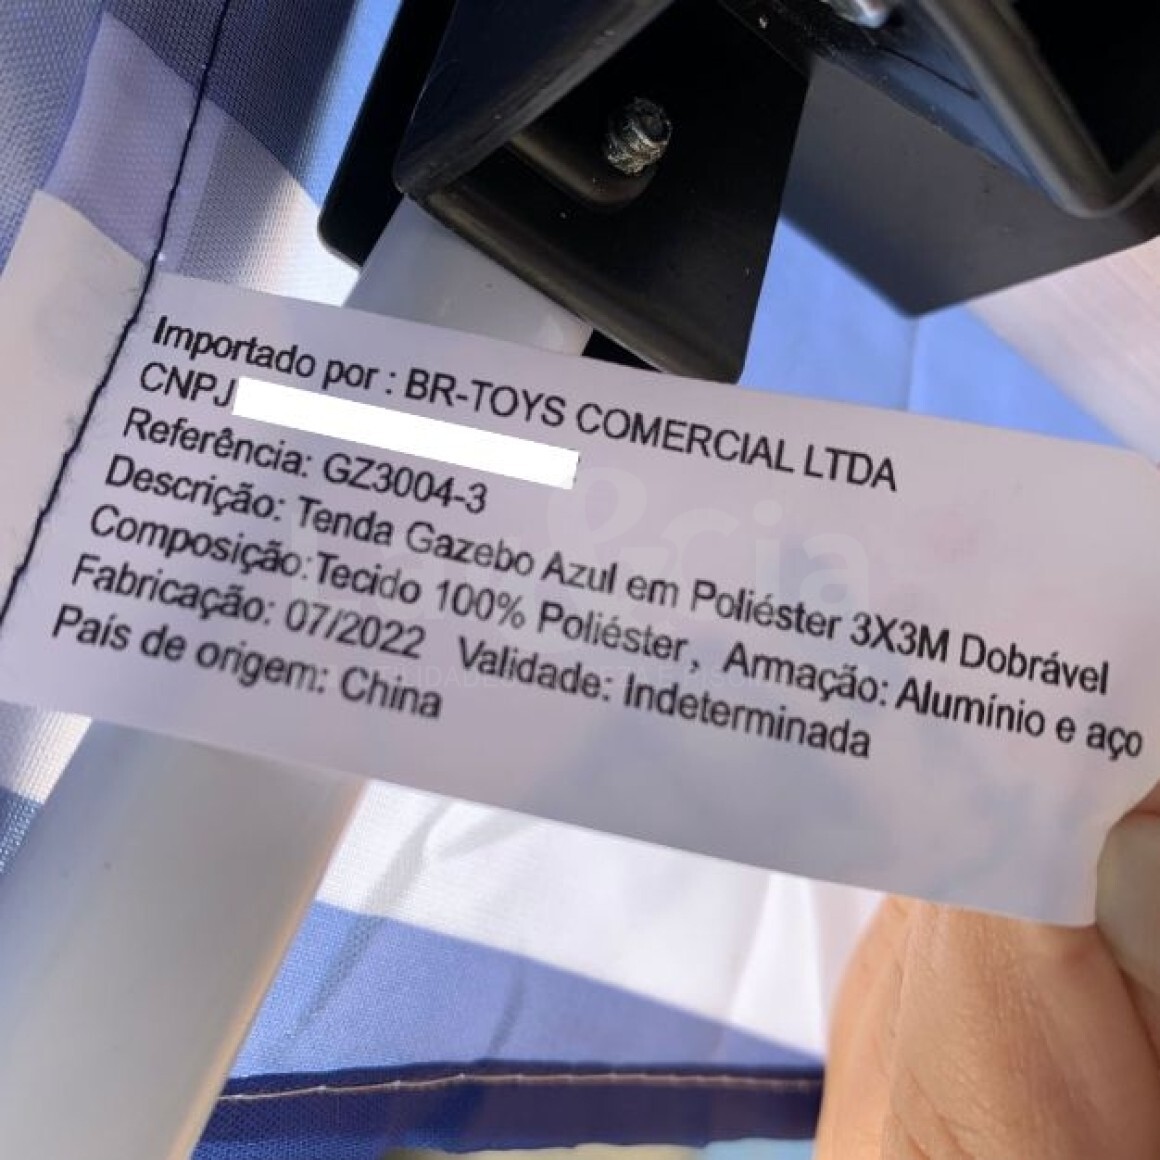 Importado por : BR-TOYS COMERCIAL LTDA
CNPJ
Referência: GZ3004-3
Descrição: Tenda Gazebo Azul em Poliéster 3X3M Dobrável
Composição:Tecido 100% Poliéster, Armação: Alumínio e aço
Fabricação: 07/2022 Validade: Indeterminada
País de origem: China